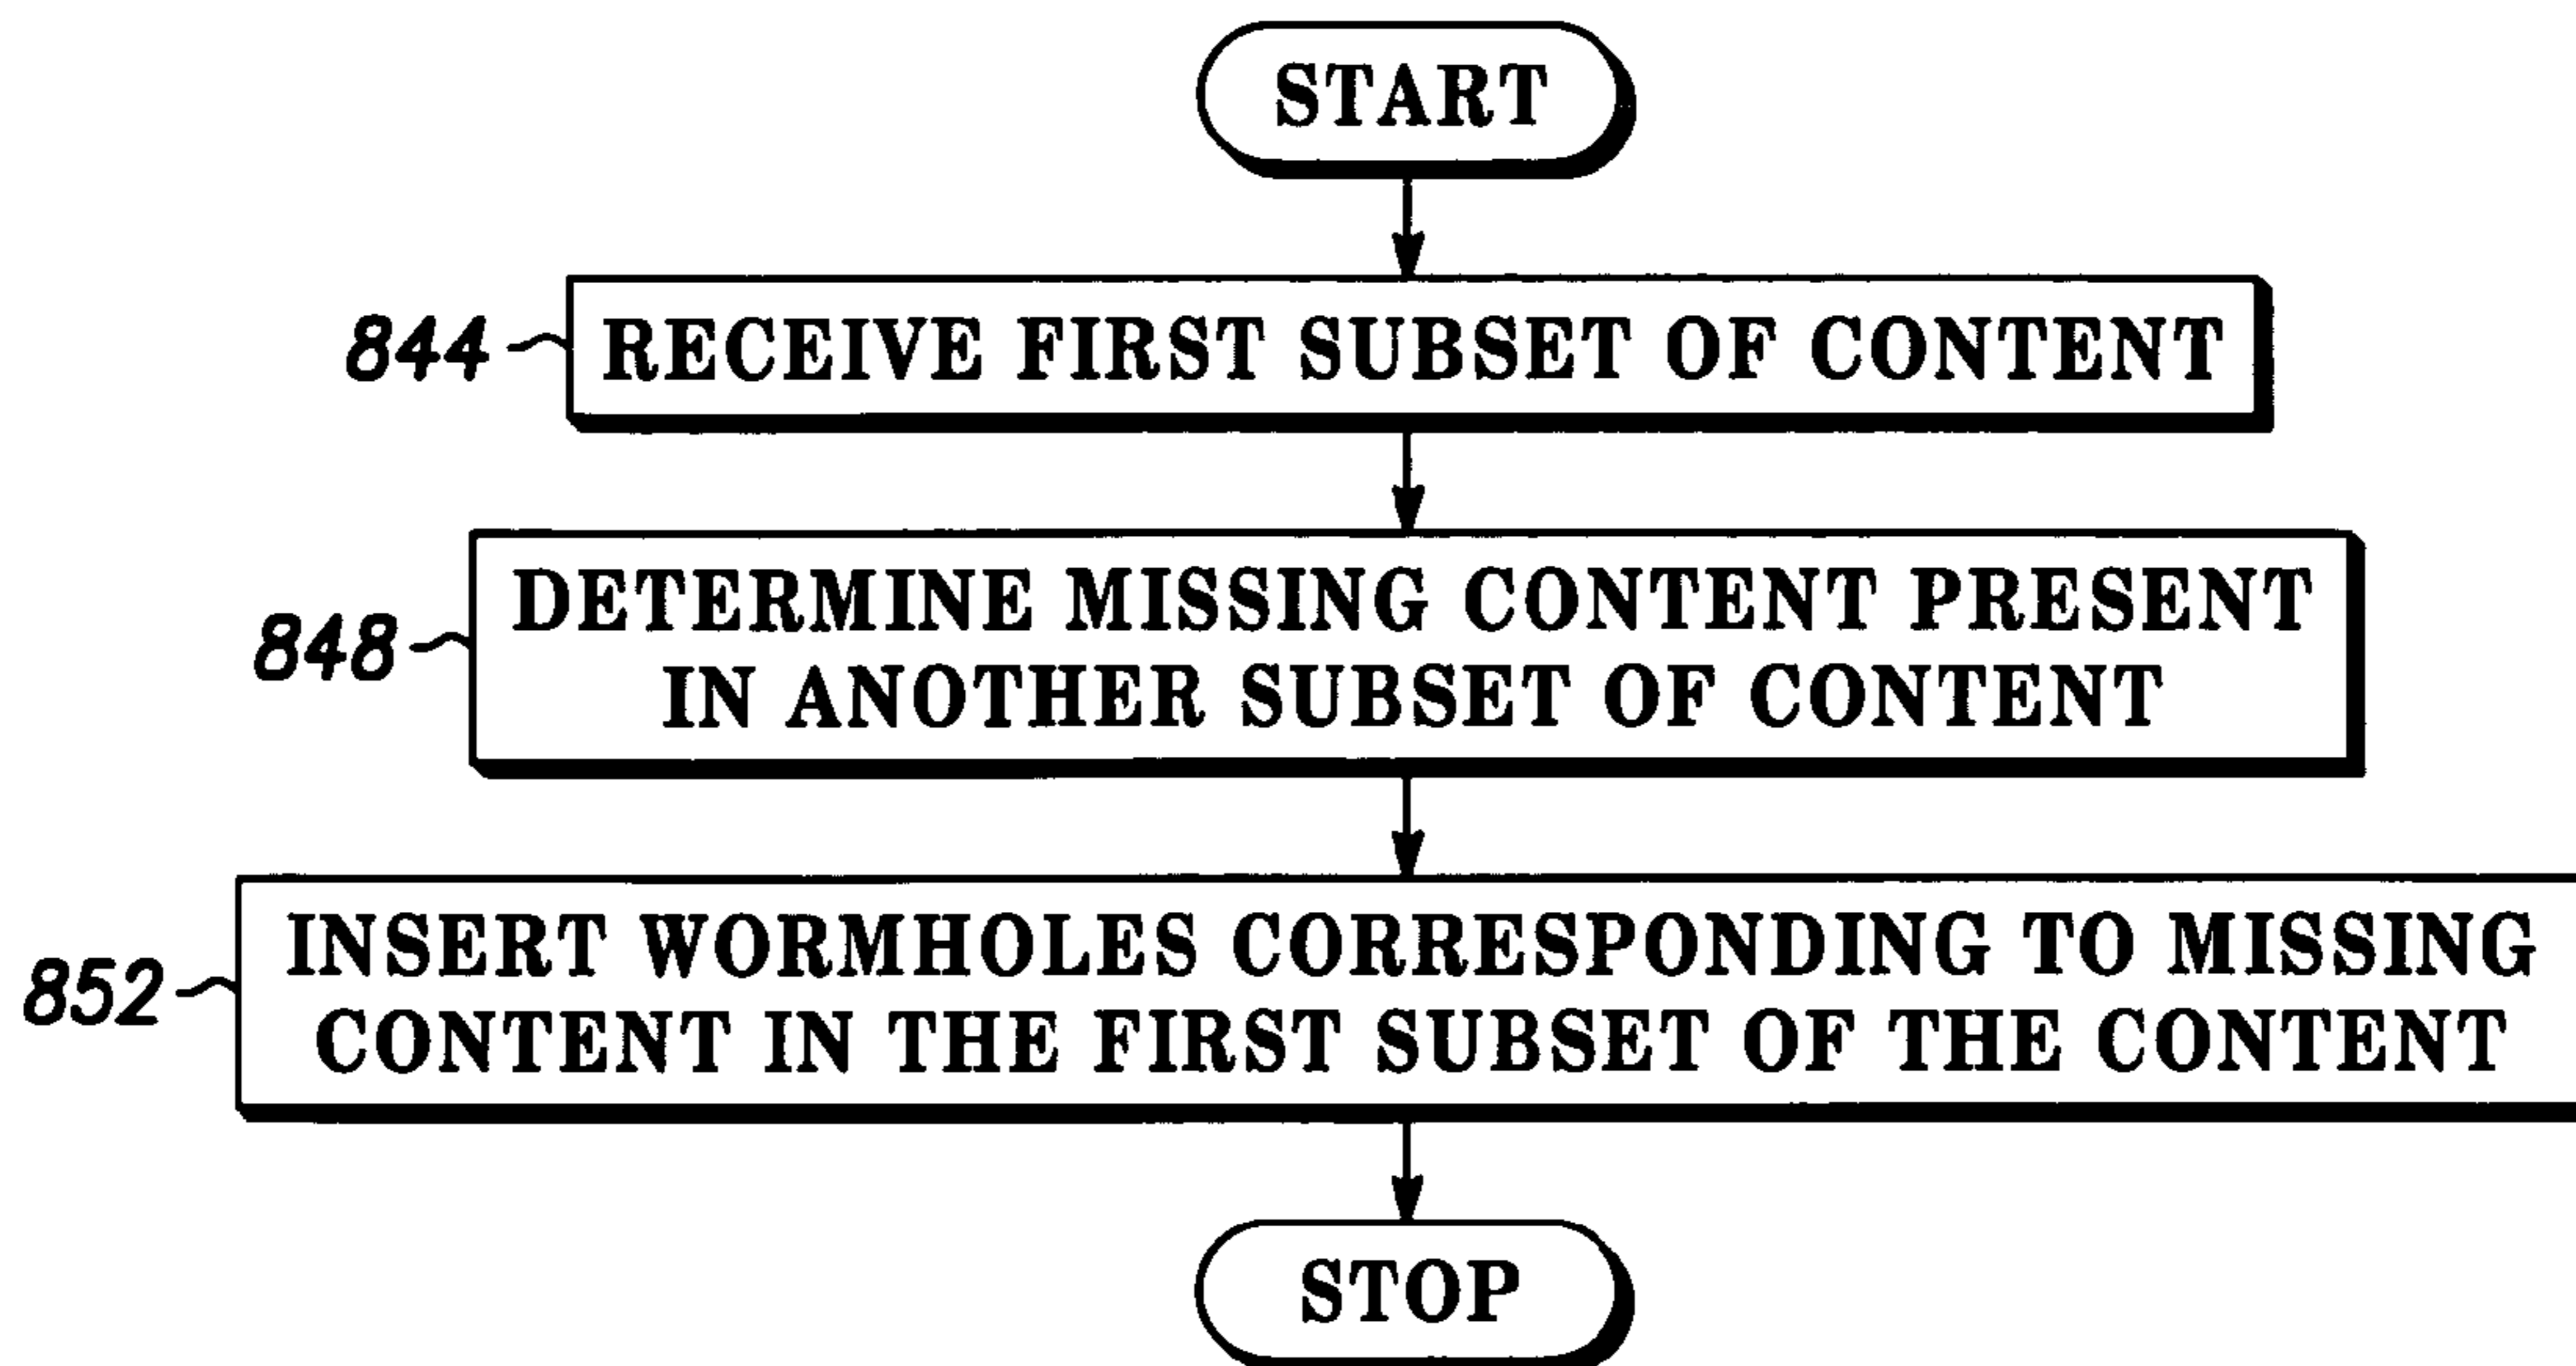 START
844
RECEIVE FIRST SUBSET OF CONTENT
848
DETERMINE MISSING CONTENT PRESENT
IN ANOTHER SUBSET OF CONTENT
852
INSERT WORMHOLES CORRESPONDING TO MISSING
CONTENT IN THE FIRST SUBSET OF THE CONTENT
STOP